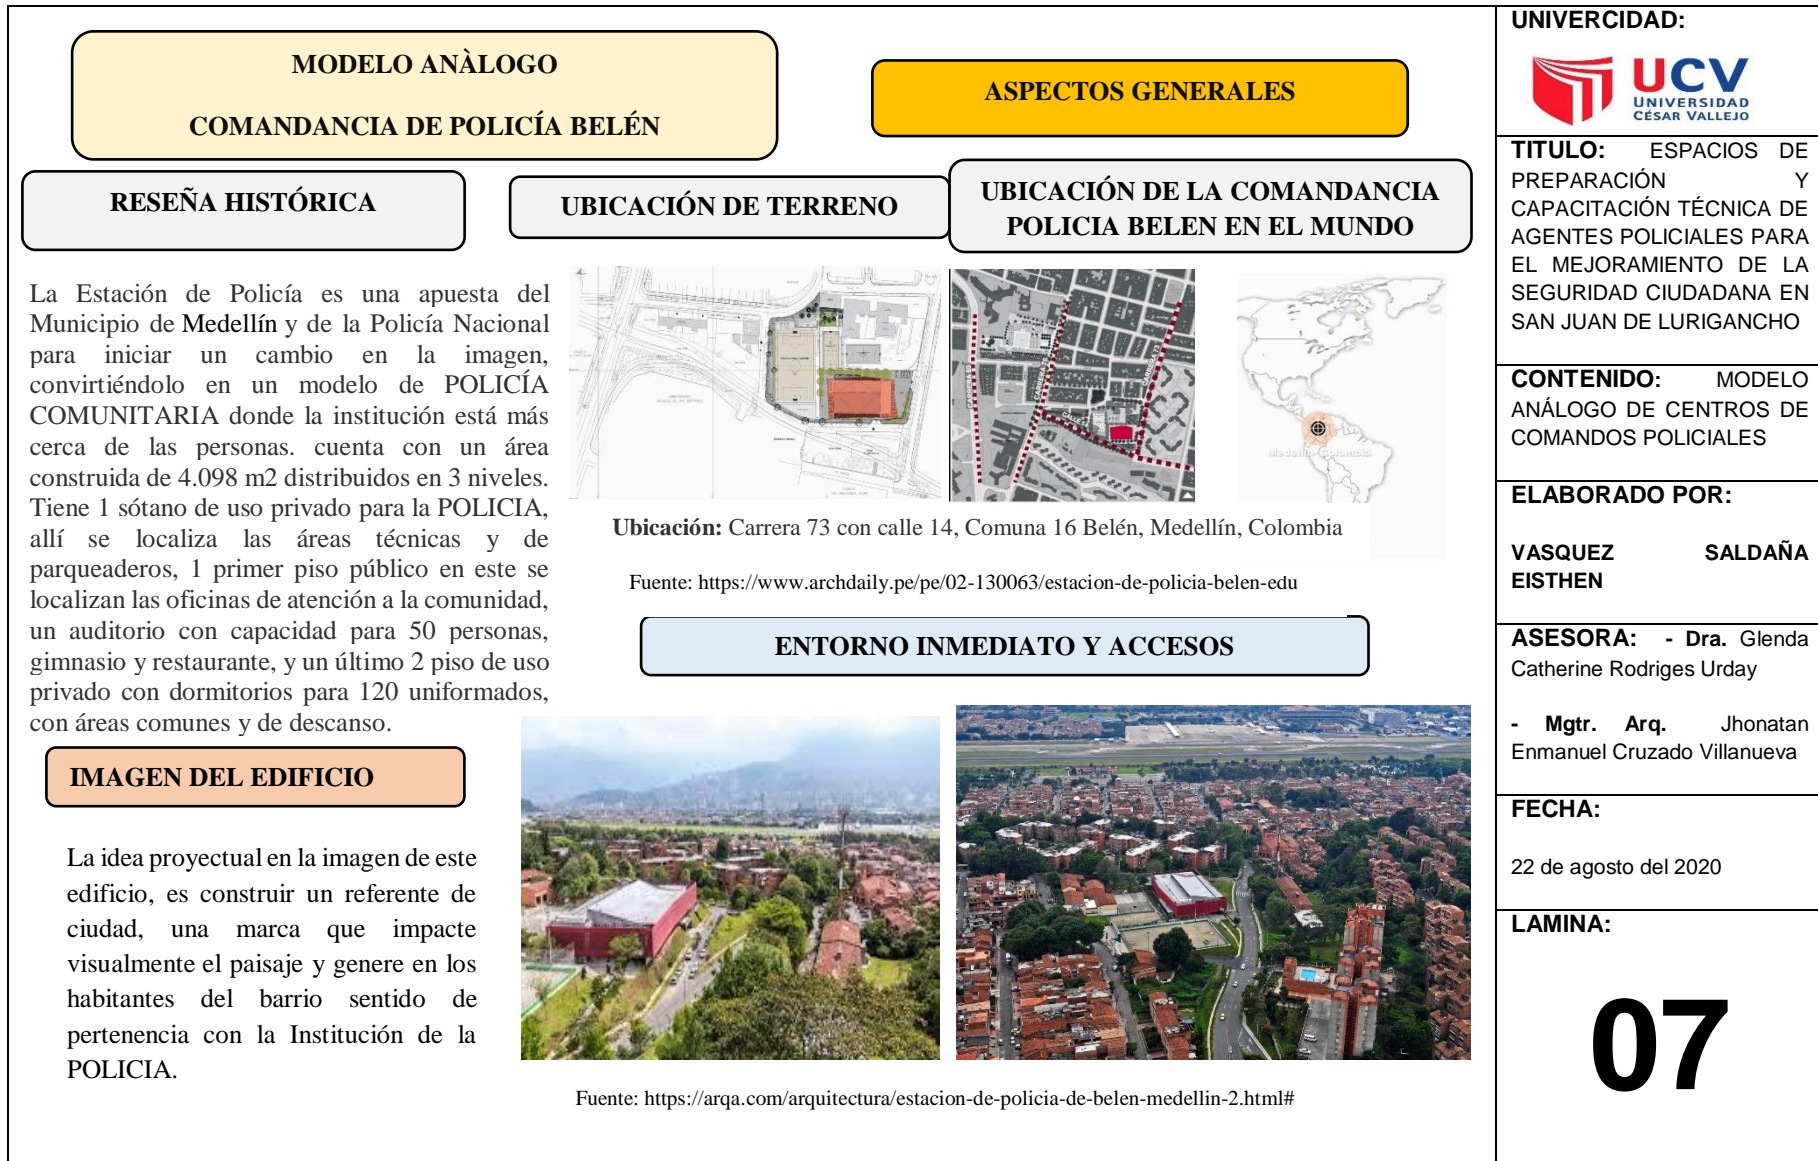 MODELO ANÀLOGO
COMANDANCIA DE POLICÍA BELÉN
ASPECTOS GENERALES
RESEÑA HISTÓRICA
UBICACIÓN DE TERRENO
UBICACIÓN DE LA COMANDANCIA
POLICIA BELEN EN EL MUNDO
La Estación de Policía es una apuesta del
Municipio de Medellín y de la Policía Nacional
para iniciar un cambio en la imagen,
convirtiéndolo en un modelo de POLICÍA
COMUNITARIA donde la institución está más
cerca de las personas. cuenta con un área
construida de 4.098 m2 distribuidos en 3 niveles.
Tiene 1 sótano de uso privado para la POLICIA,
allí se localiza las áreas técnicas y de
parqueaderos, 1 primer piso público en este se
localizan las oficinas de atención a la comunidad,
un auditorio con capacidad para 50 personas,
gimnasio y restaurante, y un último 2 piso de uso
privado con dormitorios para 120 uniformados,
con áreas comunes y de descanso.
Medellín-Colombia
Ubicación: Carrera 73 con calle 14, Comuna 16 Belén, Medellín, Colombia
Fuente: https://www.archdaily.pe/pe/02-130063/estacion-de-policia-belen-edu
ENTORNO INMEDIATO Y ACCESOS
IMAGEN DEL EDIFICIO
La idea proyectual en la imagen de este
edificio, es construir un referente de
ciudad, una marca que impacte
visualmente el paisaje y genere en los
habitantes del barrio sentido de
pertenencia con la Institución de la
POLICIA.
Fuente: https://arqa.com/arquitectura/estacion-de-policia-de-belen-medellin-2.html#
UNIVERCIDAD:
UCV
UNIVERSIDAD
CÉSAR VALLEJO
TITULO: ESPACIOS DE
PREPARACIÓN Y
CAPACITACIÓN TÉCNICA DE
AGENTES POLICIALES PARA
EL MEJORAMIENTO DE LA
SEGURIDAD CIUDADANA EN
SAN JUAN DE LURIGANCHO
CONTENIDO: MODELO
ANÁLOGO DE CENTROS DE
COMANDOS POLICIALES
ELABORADO POR:
VASQUEZ SALDAÑA
EISTHEN
ASESORA: - Dra. Glenda
Catherine Rodriges Urday
- Mgtr. Arq. Jhonatan
Enmanuel Cruzado Villanueva
FECHA:
22 de agosto del 2020
LAMINA:
07